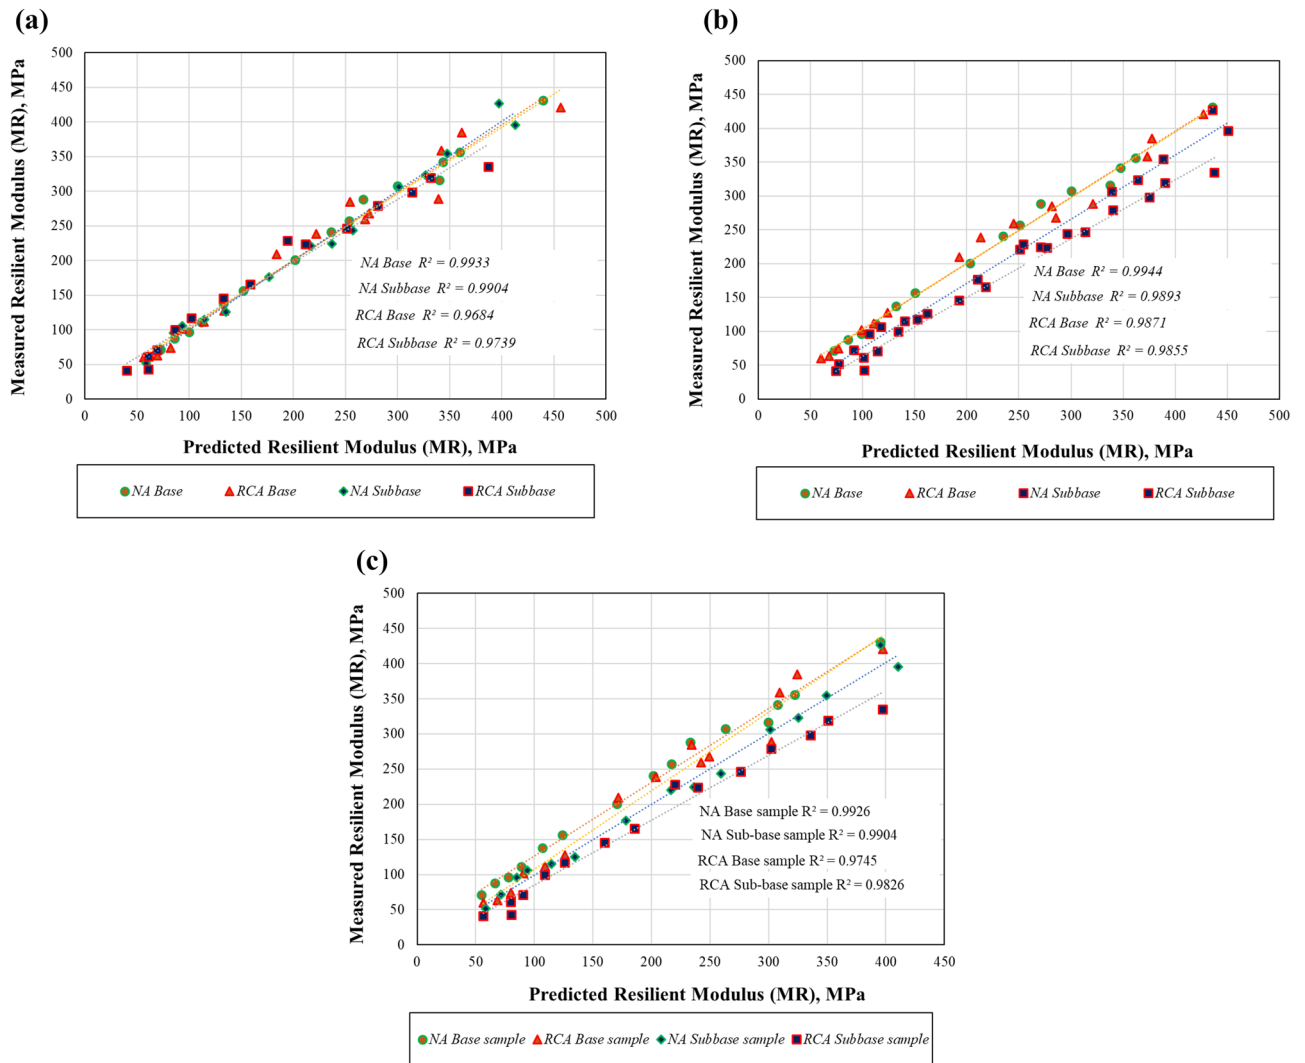 (a)
Measured Resilient Modulus (MR), MPa
500
450
400
350
300
250
200
150
100
50
0
0 50 100 150 200 250 300 350 400 450 500
NA Base R² = 0.9933
NA Subbase R² = 0.9904
RCA Base R² = 0.9684
RCA Subbase R² = 0.9739
Predicted Resilient Modulus (MR), MPa
NA Base RCA Base NA Subbase RCA Subbase
(b)
Measured Resilient Modulus (MR), MPa
500
450
400
350
300
250
200
150
100
50
0
0 50 100 150 200 250 300 350 400 450 500
NA Base R² = 0.9944
NA Subbase R² = 0.9893
RCA Base R² = 0.9871
RCA Subbase R² = 0.9855
Predicted Resilient Modulus (MR), MPa
NA Base RCA Base NA Subbase RCA Subbase
(c)
Measured Resilient Modulus (MR), MPa
500
450
400
350
300
250
200
150
100
50
0
0 50 100 150 200 250 300 350 400 450
NA Base sample R² = 0.9926
NA Sub-base sample R² = 0.9904
RCA Base sample R² = 0.9745
RCA Sub-base sample R² = 0.9826
Predicted Resilient Modulus (MR), MPa
NA Base sample RCA Base sample NA Subbase sample RCA Subbase sample